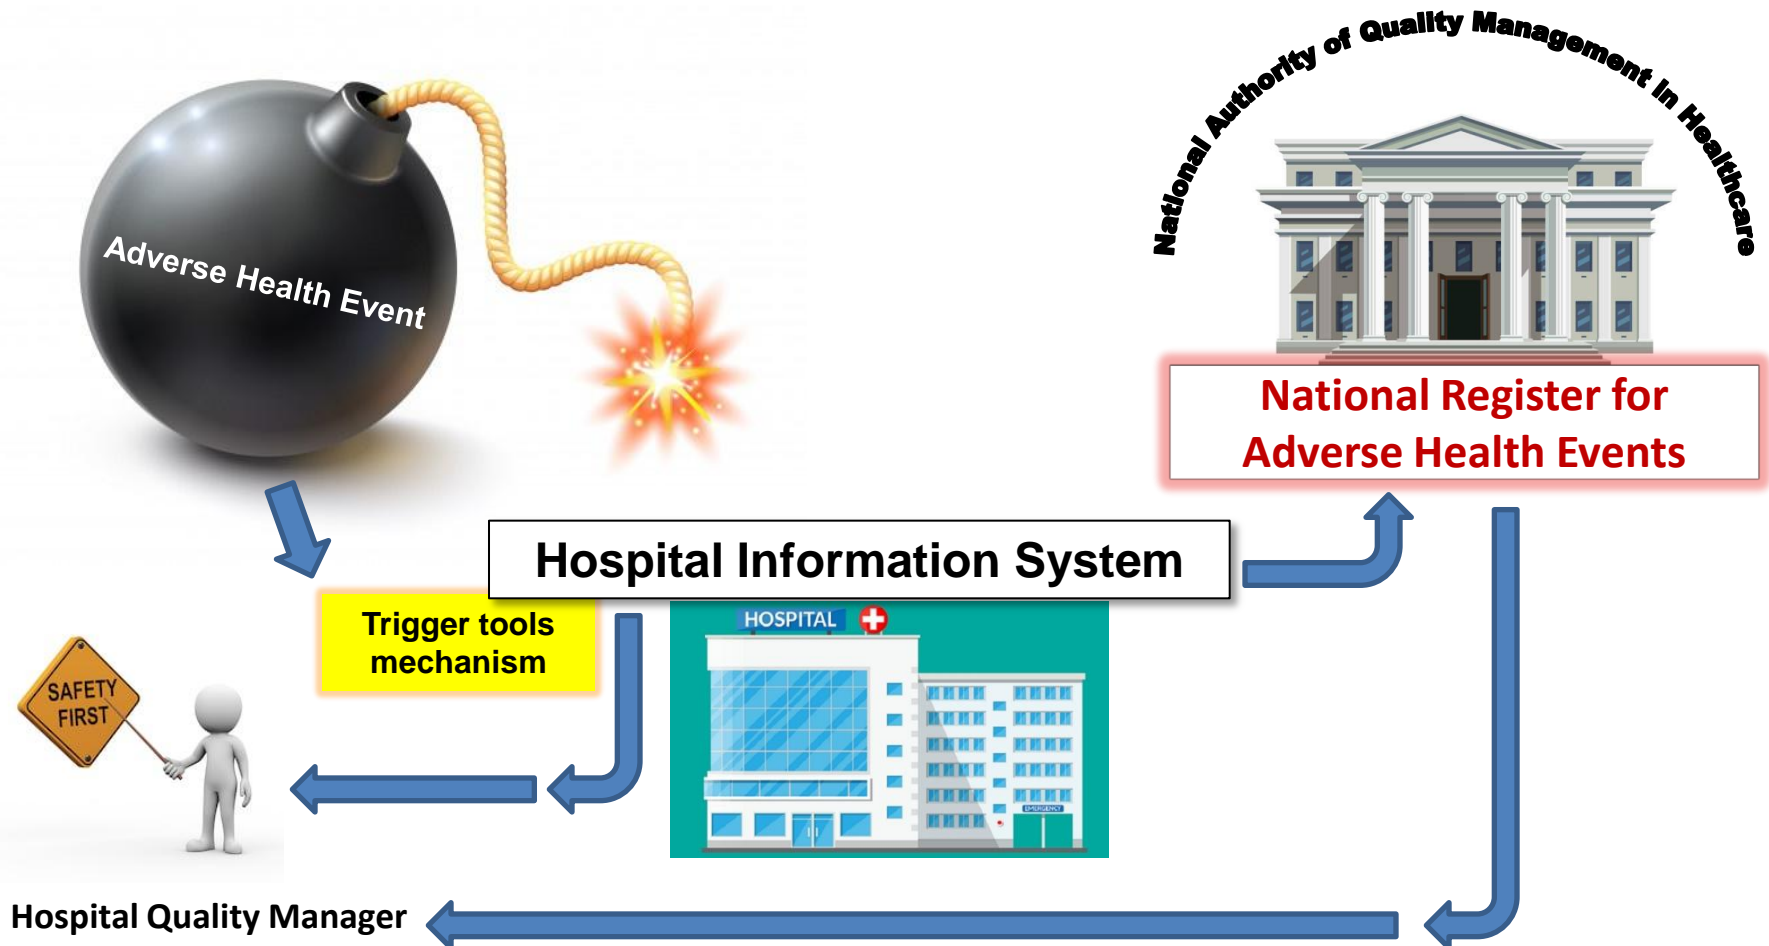 National Authority of Quality Management in Healthcare
Adverse Health Event
National Register for
Adverse Health Events
Hospital Information System
Trigger tools
mechanism
HOSPITAL
SAFETY
FIRST
EMERGENCY
Hospital Quality Manager